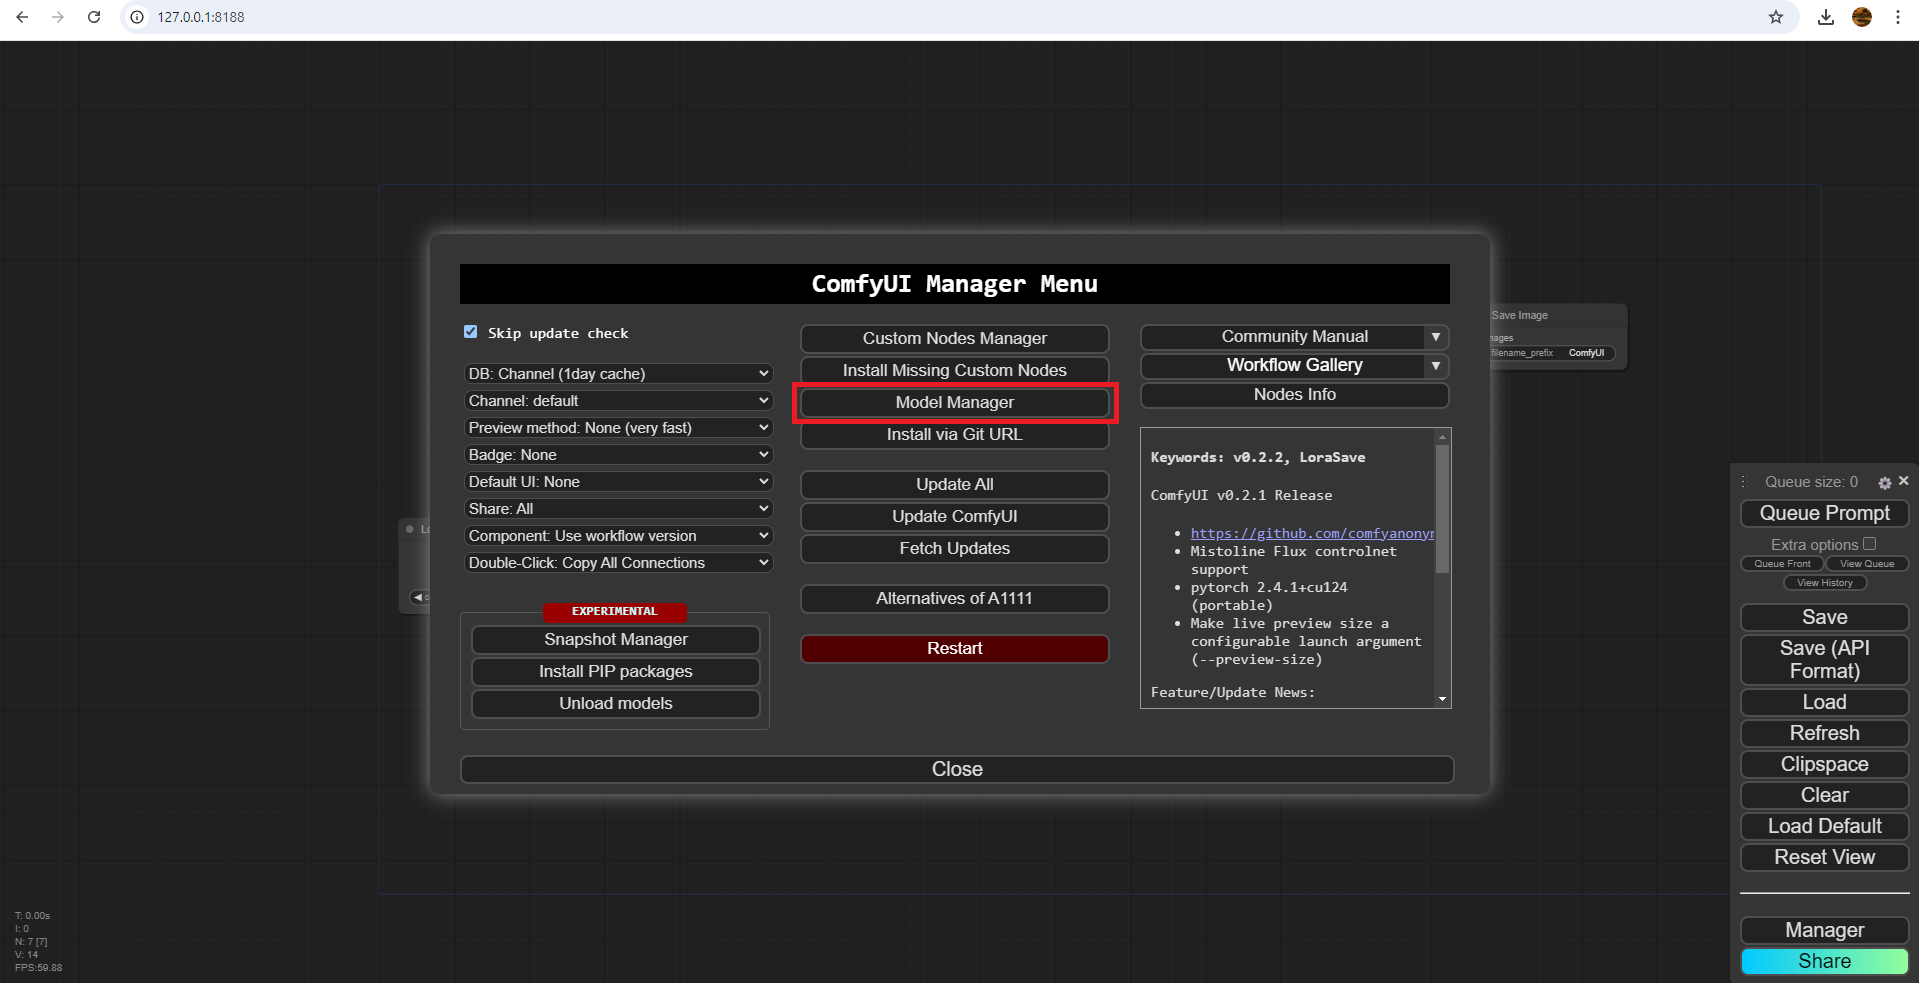 127.0.0.1:8188
ComfyUI Manager Menu
Skip update check
DB: Channel (1day cache)
Channel: default
Preview method: None (very fast)
Badge: None
Default UI: None
Share: All
Component: Use workflow version
Double-Click: Copy All Connections
EXPERIMENTAL
Snapshot Manager
Install PIP packages
Unload models
Custom Nodes Manager
Install Missing Custom Nodes
Model Manager
Install via Git URL
Update All
Update ComfyUI
Fetch Updates
Alternatives of A1111
Restart
Community Manual
Workflow Gallery
Nodes Info
Keywords: v0.2.2, LoraSave
ComfyUI v0.2.1 Release
https://github.com/comfyanonyr
Mistoline Flux controlnet
support
pytorch 2.4.1+cu124
(portable)
Make live preview size a
configurable launch argument
(--preview-size)
Feature/Update News:
Close
Save Image
mages
filename_prefix ComfyUI
Queue size: 0
Queue Prompt
Extra options
Queue Front View Queue
View History
Save
Save (API
Format)
Load
Refresh
Clipspace
Clear
Load Default
Reset View
Manager
Share
T: 0.00s
I: 0
N: 7 [7]
V: 14
FPS:59.88